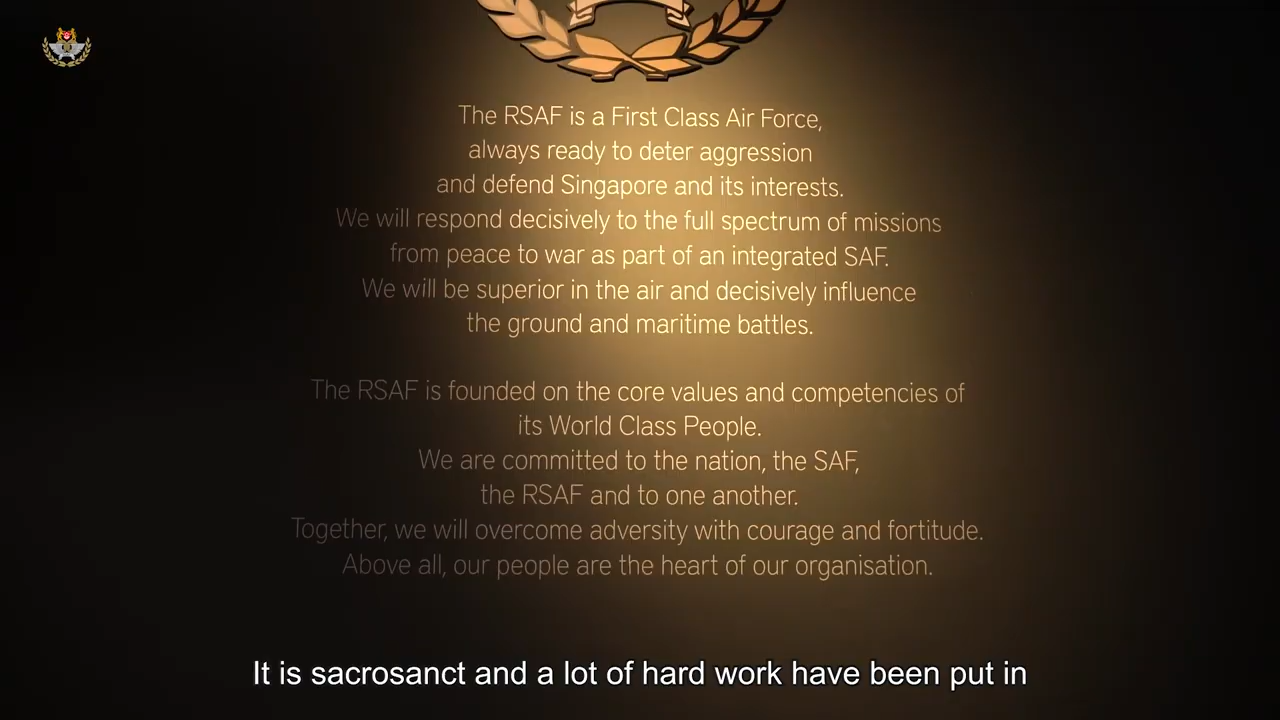 The RSAF is a First Class Air Force,
always ready to deter aggression
and defend Singapore and its interests.
We will respond decisively to the full spectrum of missions
from peace to war as part of an integrated SAF.
We will be superior in the air and decisively influence
the ground and maritime battles.
The RSAF is founded on the core values and competencies of
its World Class People.
We are committed to the nation, the SAF,
the RSAF and to one another.
Together, we will overcome adversity with courage and fortitude.
Above all, our people are the heart of our organisation.
It is sacrosanct and a lot of hard work have been put in